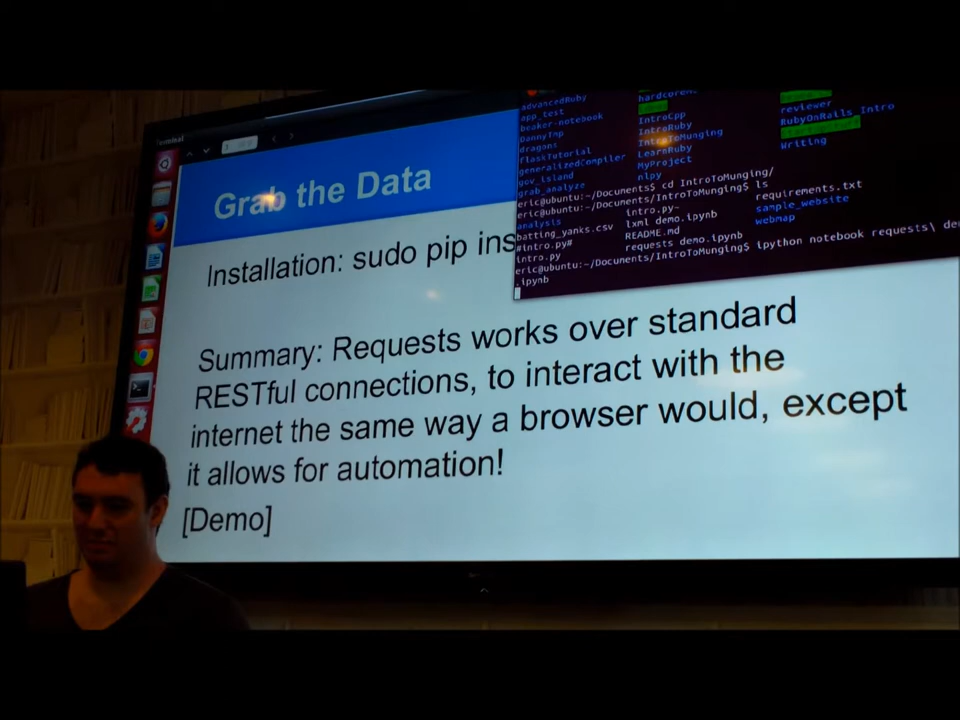 Terminal
Grab the Data
Installation: sudo pip ins
Summary: Requests works over standard
RESTful connections, to interact with the
internet the same way a browser would, except
it allows for automation!
[Demo]
advancedRuby
app_test IntroCpp reviewer
beaker-notebook IntroRuby RubyOnRails_Intro
DannyTmp IntroToMunging
dragons LearnRuby Writing
flaskTutorial MyProject
generalizedCompiler nlpy
gov_island
grab_analyze
eric@ubuntu:~/Documents$ cd IntroToMunging/
eric@ubuntu:~/Documents/IntroToMunging$ ls
analysis intro.py~ requirements.txt
batting_yanks.csv lxml demo.ipynb sample_website
#intro.py# README.md webmap
intro.py requests demo.ipynb
eric@ubuntu:~/Documents/IntroToMunging$ ipython notebook requests\ de
.ipynb